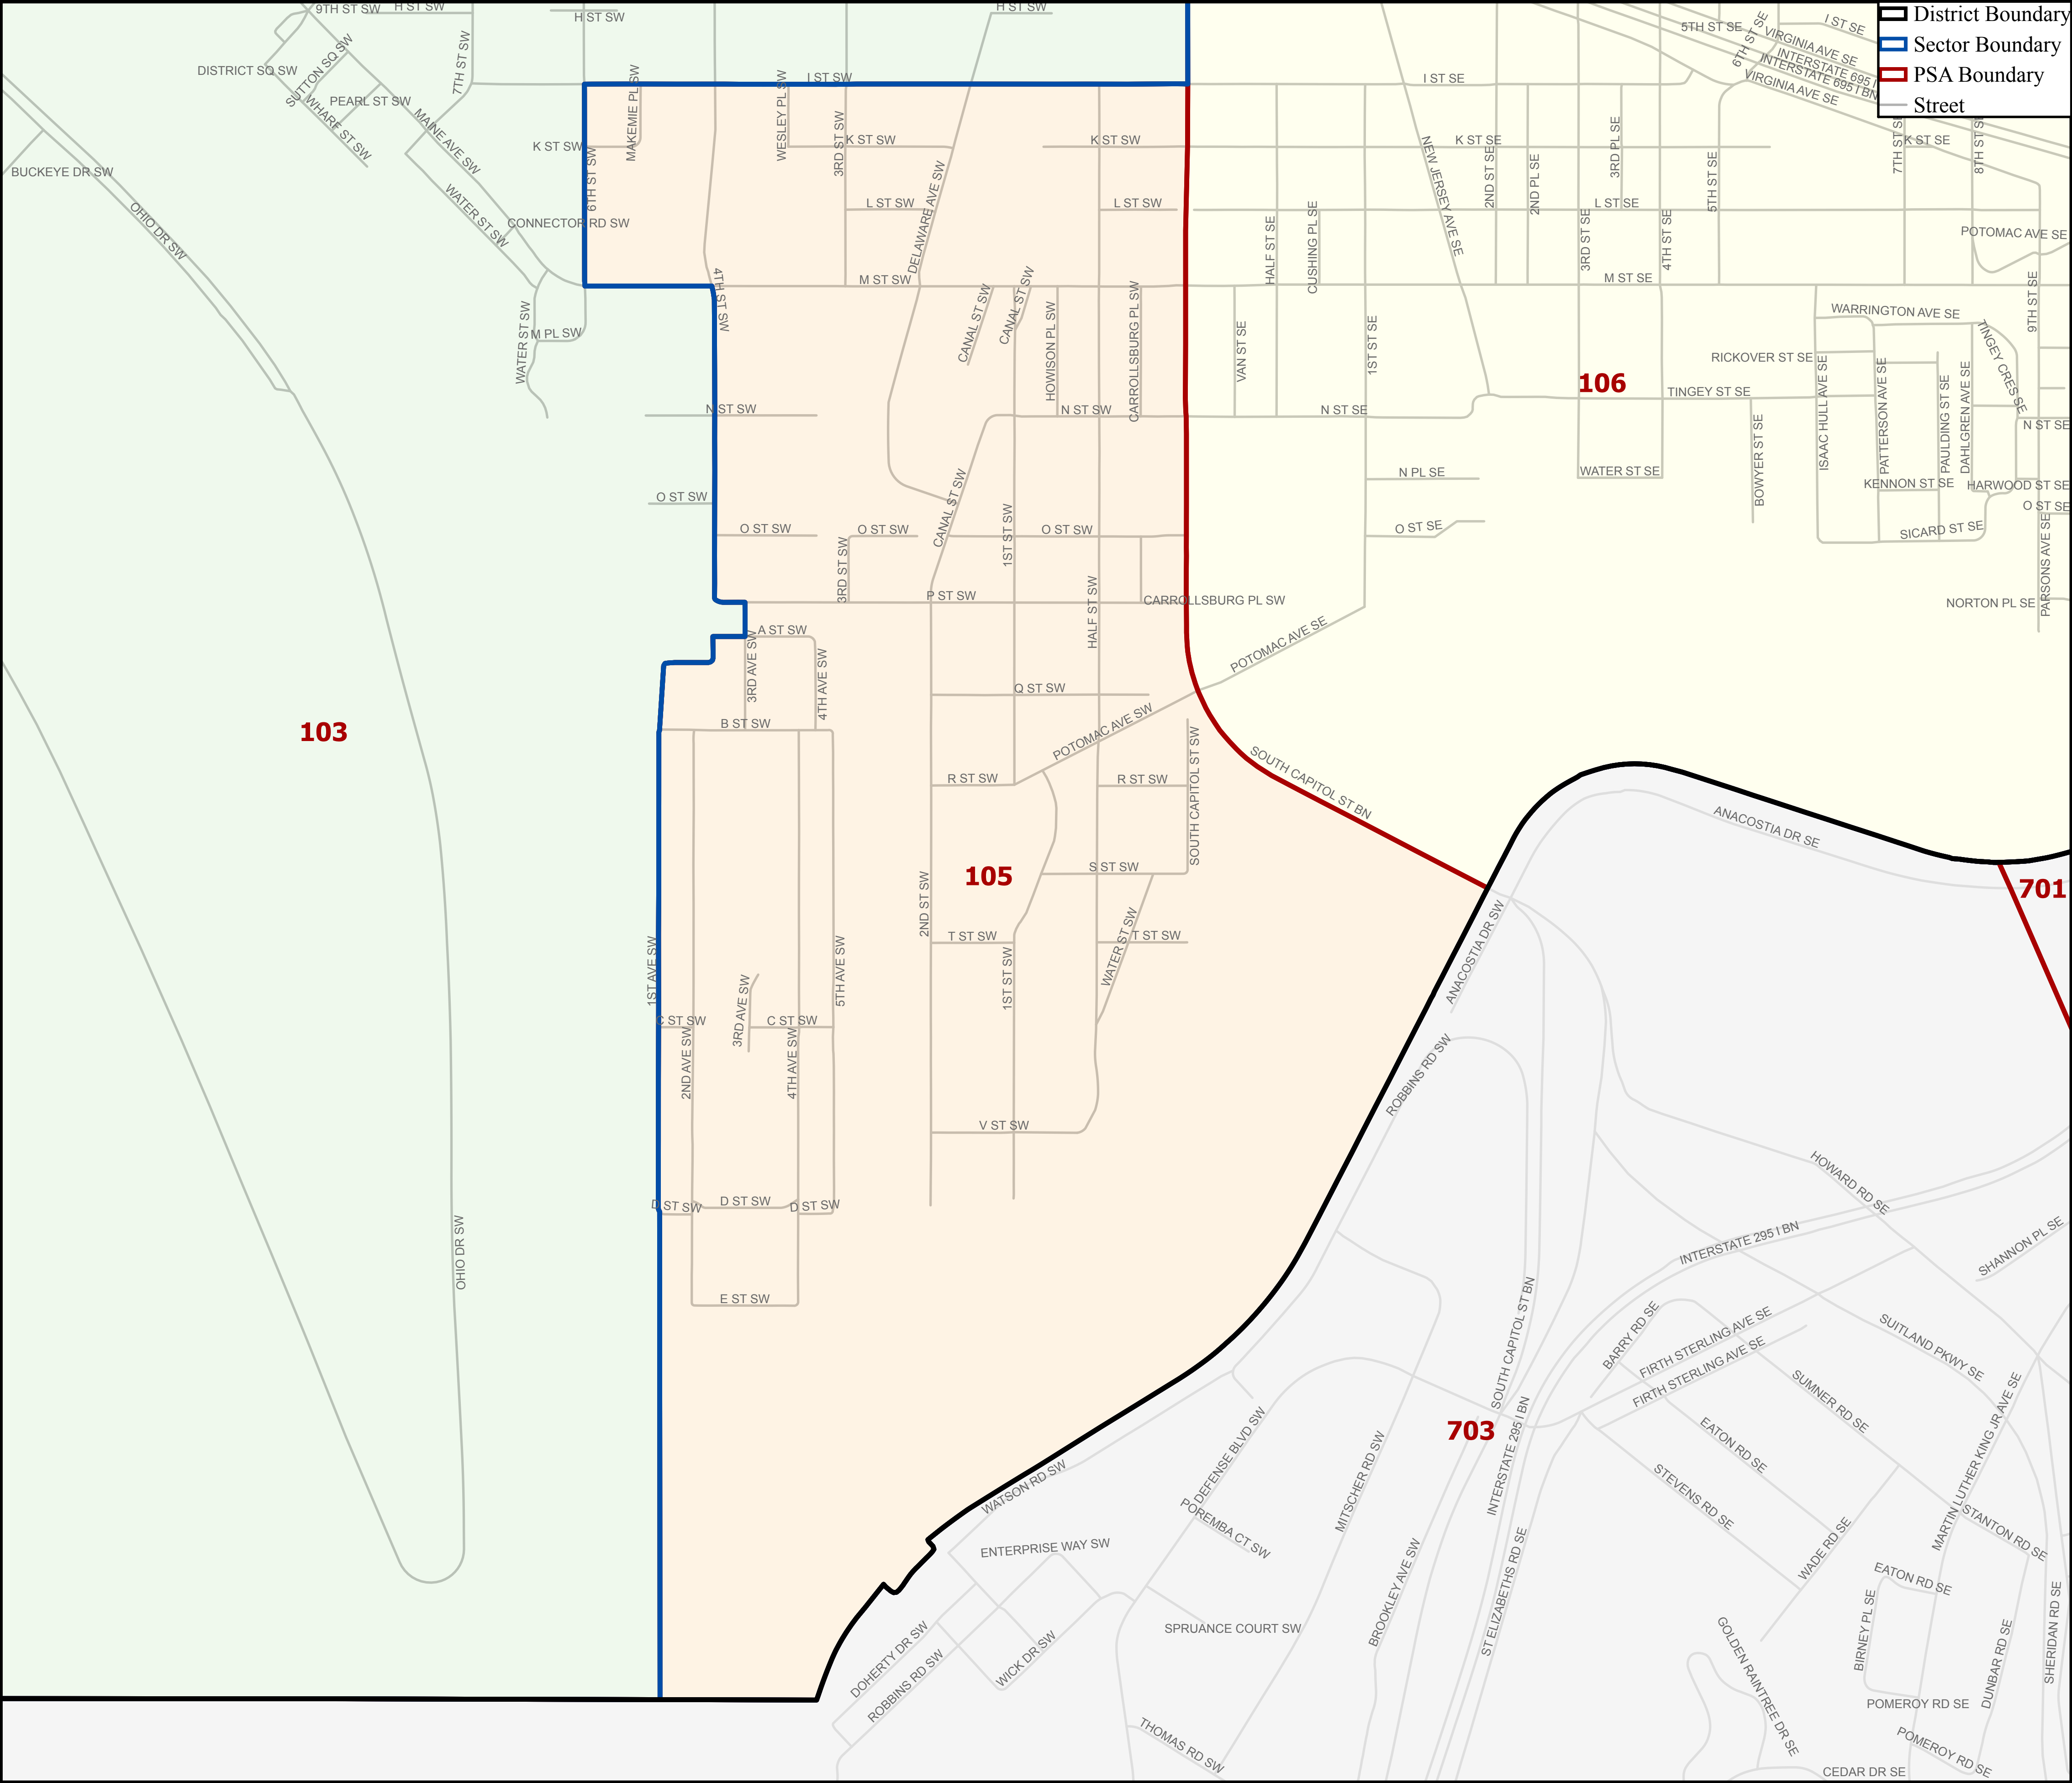 9TH ST SW
H ST SW
H ST SW
H ST SW
5TH ST SE
6TH ST SE
I ST SE
VIRGINIA AVE SE
INTERSTATE 695 I
INTERSTATE 695 I BN
VIRGINIA AVE SE
District Boundary
Sector Boundary
PSA Boundary
Street
DISTRICT SQ SW
SUTTON SQ SW
7TH ST SW
PEARL ST SW
WHARF ST SW
MAINE AVE SW
I ST SW
I ST SE
MAKEMIE PL SW
WESLEY PL SW
3RD ST SW
K ST SW
K ST SW
K ST SW
K ST SE
K ST SE
7TH ST SE
8TH ST SE
BUCKEYE DR SW
OHIO DR SW
WATER ST SW
CONNECTOR RD SW
6TH ST SW
L ST SW
DELAWARE AVE SW
L ST SW
NEW JERSEY AVE SE
2ND ST SE
2ND PL SE
3RD PL SE
L ST SE
5TH ST SE
HALF ST SE
CUSHING PL SE
3RD ST SE
4TH ST SE
POTOMAC AVE SE
4TH ST SW
M ST SW
M ST SE
CANAL ST SW
CANAL ST SW
HOWISON PL SW
CARROLLSBURG PL SW
VAN ST SE
1ST ST SE
WATER ST SW
M PL SW
WARRINGTON AVE SE
9TH ST SE
TINGEY CRES SE
RICKOVER ST SE
106
TINGEY ST SE
ISAAC HULL AVE SE
PATTERSON AVE SE
PAULDING ST SE
DAHLGREN AVE SE
N ST SW
N ST SW
N ST SE
N ST SE
BOWYER ST SE
N PL SE
WATER ST SE
KENNON ST SE
HARWOOD ST SE
O ST SW
O ST SW
O ST SW
CANAL ST SW
1ST ST SW
O ST SW
O ST SE
O ST SE
SICARD ST SE
PARSONS AVE SE
3RD ST SW
P ST SW
HALF ST SW
CARROLLSBURG PL SW
NORTON PL SE
A ST SW
3RD AVE SW
4TH AVE SW
POTOMAC AVE SE
Q ST SW
103
B ST SW
POTOMAC AVE SW
SOUTH CAPITOL ST SW
SOUTH CAPITOL ST BN
R ST SW
R ST SW
ANACOSTIA DR SE
105
S ST SW
701
2ND ST SW
T ST SW
T ST SW
WATER ST SW
ANACOSTIA DR SW
1ST AVE SW
5TH AVE SW
3RD AVE SW
1ST ST SW
C ST SW
C ST SW
2ND AVE SW
4TH AVE SW
ROBBINS RD SW
V ST SW
HOWARD RD SE
D ST SW
D ST SW
D ST SW
OHIO DR SW
INTERSTATE 295 I BN
SHANNON PL SE
E ST SW
SOUTH CAPITOL ST BN
BARRY RD SE
FIRTH STERLING AVE SE
FIRTH STERLING AVE SE
SUITLAND PKWY SE
SUMNER RD SE
MARTIN LUTHER KING JR AVE SE
703
DEFENSE BLVD SW
MITSCHER RD SW
INTERSTATE 295 I BN
EATON RD SE
STEVENS RD SE
WATSON RD SW
POREMBA CT SW
STANTON RD SE
WADE RD SE
ENTERPRISE WAY SW
BROOKLEY AVE SW
ST ELIZABETHS RD SE
EATON RD SE
BIRNEY PL SE
SHERIDAN RD SE
DUNBAR RD SE
SPRUANCE COURT SW
DOHERTY DR SW
ROBBINS RD SW
WICK DR SW
GOLDEN RAINTREE DR SE
POMEROY RD SE
THOMAS RD SW
POMEROY RD SE
CEDAR DR SE